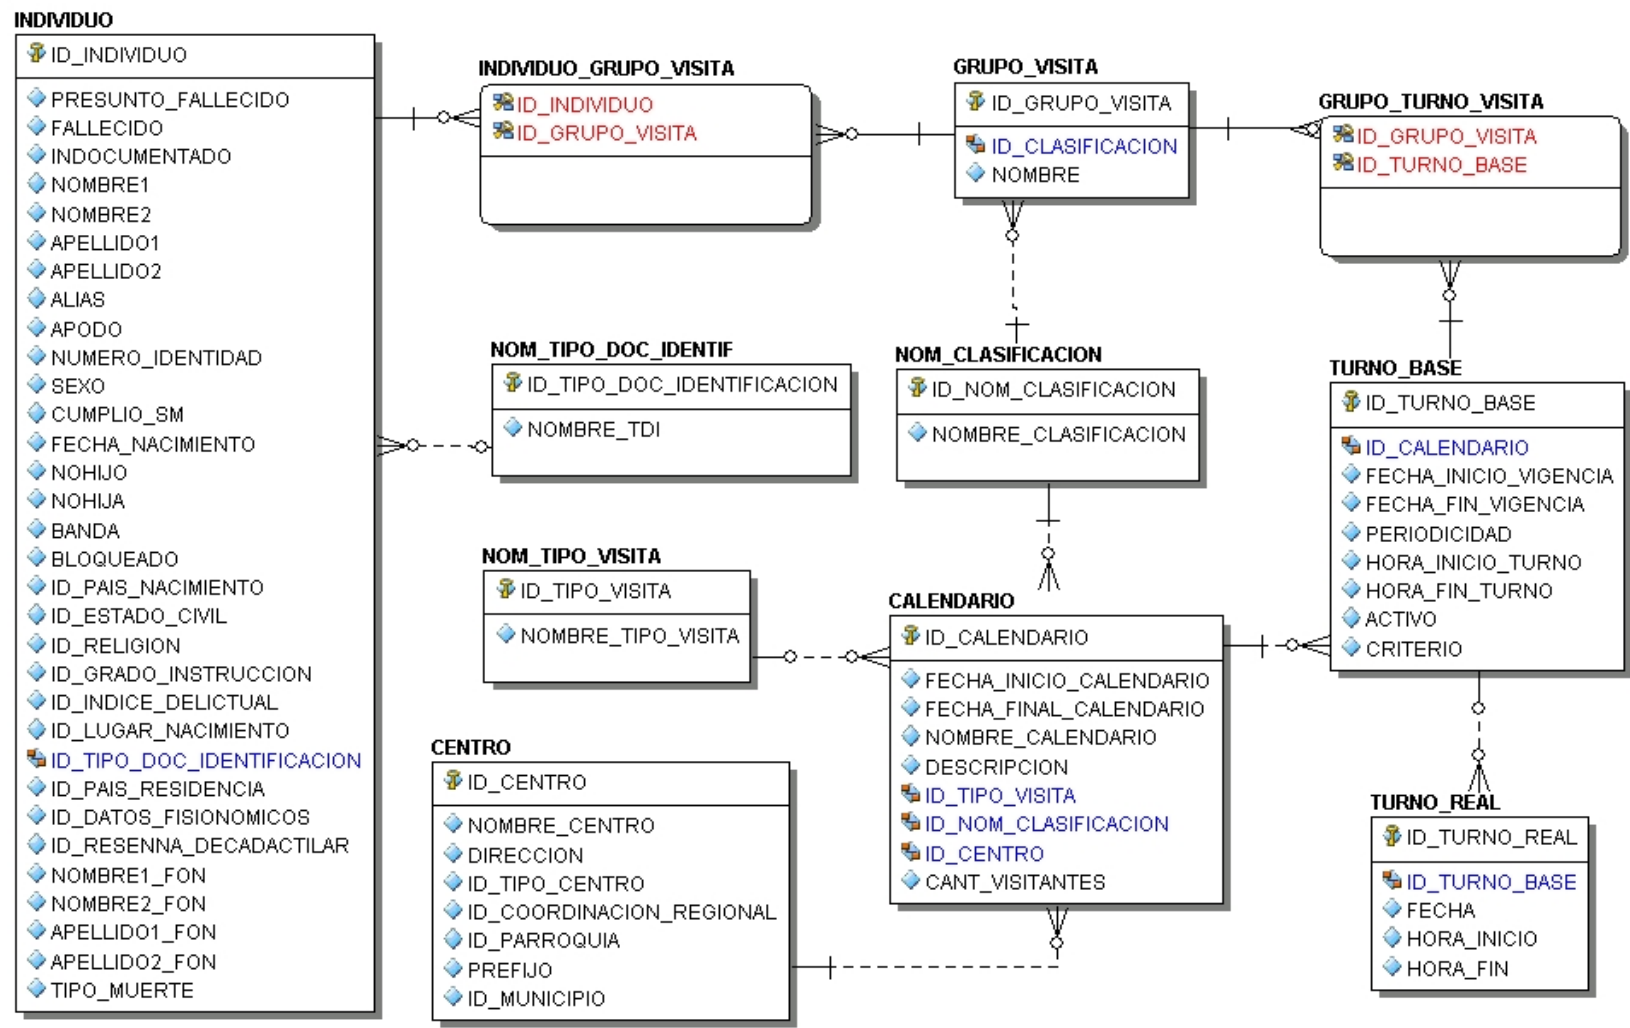 INDIVIDUO
ID_INDIVIDUO
PRESUNTO_FALLECIDO
FALLECIDO
INDOCUMENTADO
NOMBRE1
NOMBRE2
APELLIDO1
APELLIDO2
ALIAS
APODO
NUMERO_IDENTIDAD
SEXO
CUMPLIO_SM
FECHA_NACIMIENTO
NOHIJO
NOHIJA
BANDA
BLOQUEADO
ID_PAIS_NACIMIENTO
ID_ESTADO_CIVIL
ID_RELIGION
ID_GRADO_INSTRUCCION
ID_INDICE_DELICTUAL
ID_LUGAR_NACIMIENTO
ID_TIPO_DOC_IDENTIFICACION
ID_PAIS_RESIDENCIA
ID_DATOS_FISIONOMICOS
ID_RESENNA_DECADACTILAR
NOMBRE1_FON
NOMBRE2_FON
APELLIDO1_FON
APELLIDO2_FON
TIPO_MUERTE
INDIVIDUO_GRUPO_VISITA
ID_INDIVIDUO
ID_GRUPO_VISITA
GRUPO_VISITA
ID_GRUPO_VISITA
ID_CLASIFICACION
NOMBRE
GRUPO_TURNO_VISITA
ID_GRUPO_VISITA
ID_TURNO_BASE
NOM_TIPO_DOC_IDENTIF
ID_TIPO_DOC_IDENTIFICACION
NOMBRE_TDI
NOM_CLASIFICACION
ID_NOM_CLASIFICACION
NOMBRE_CLASIFICACION
TURNO_BASE
ID_TURNO_BASE
ID_CALENDARIO
FECHA_INICIO_VIGENCIA
FECHA_FIN_VIGENCIA
PERIODICIDAD
HORA_INICIO_TURNO
HORA_FIN_TURNO
ACTIVO
CRITERIO
NOM_TIPO_VISITA
ID_TIPO_VISITA
NOMBRE_TIPO_VISITA
CALENDARIO
ID_CALENDARIO
FECHA_INICIO_CALENDARIO
FECHA_FINAL_CALENDARIO
NOMBRE_CALENDARIO
DESCRIPCION
ID_TIPO_VISITA
ID_NOM_CLASIFICACION
ID_CENTRO
CANT_VISITANTES
CENTRO
ID_CENTRO
NOMBRE_CENTRO
DIRECCION
ID_TIPO_CENTRO
ID_COORDINACION_REGIONAL
ID_PARROQUIA
PREFIJO
ID_MUNICIPIO
TURNO_REAL
ID_TURNO_REAL
ID_TURNO_BASE
FECHA
HORA_INICIO
HORA_FIN